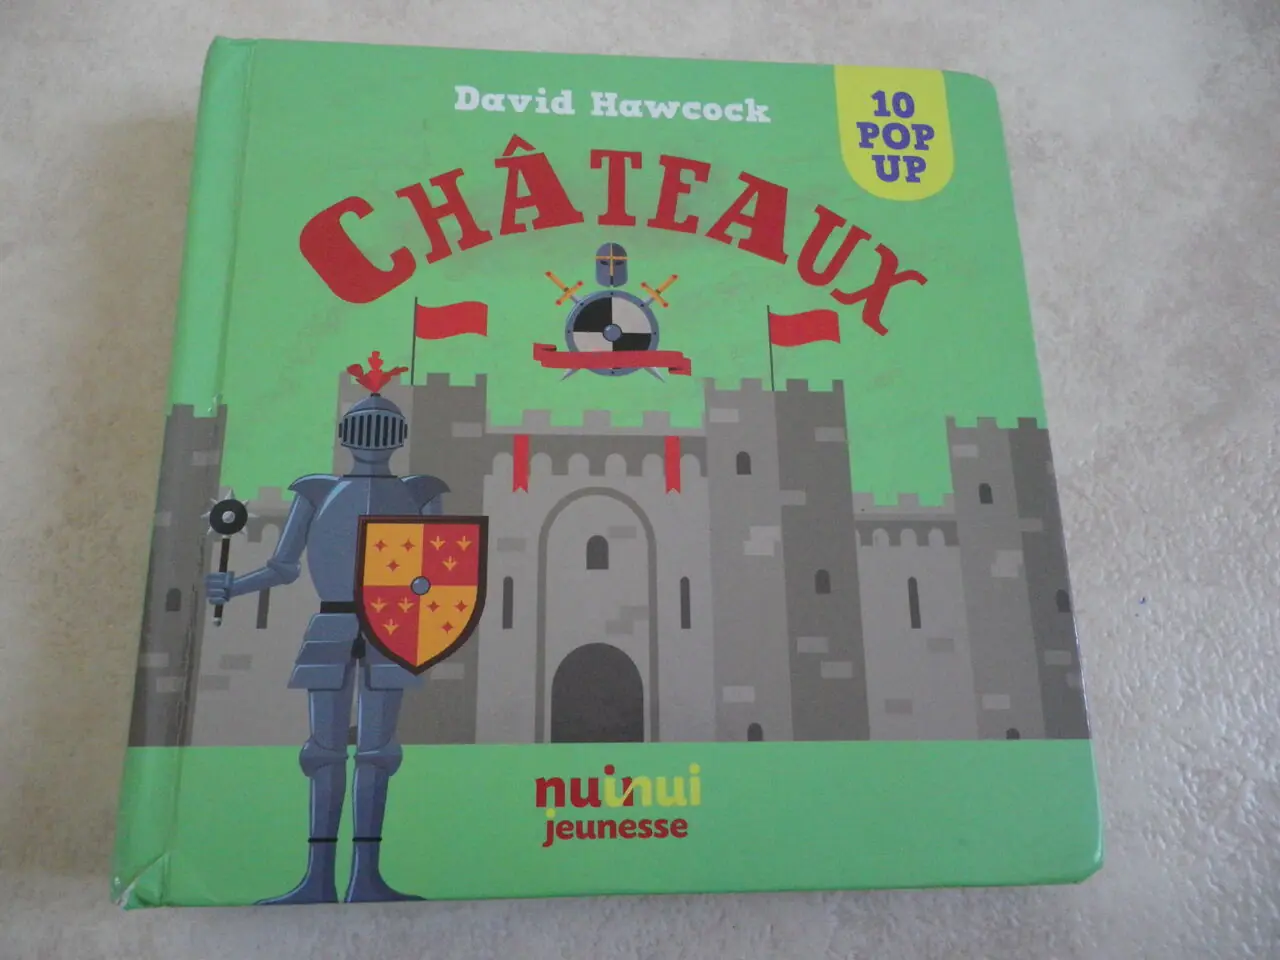 David Hawcock
10
POP
UP
CHÂTEAUX
nuinui
jeunesse